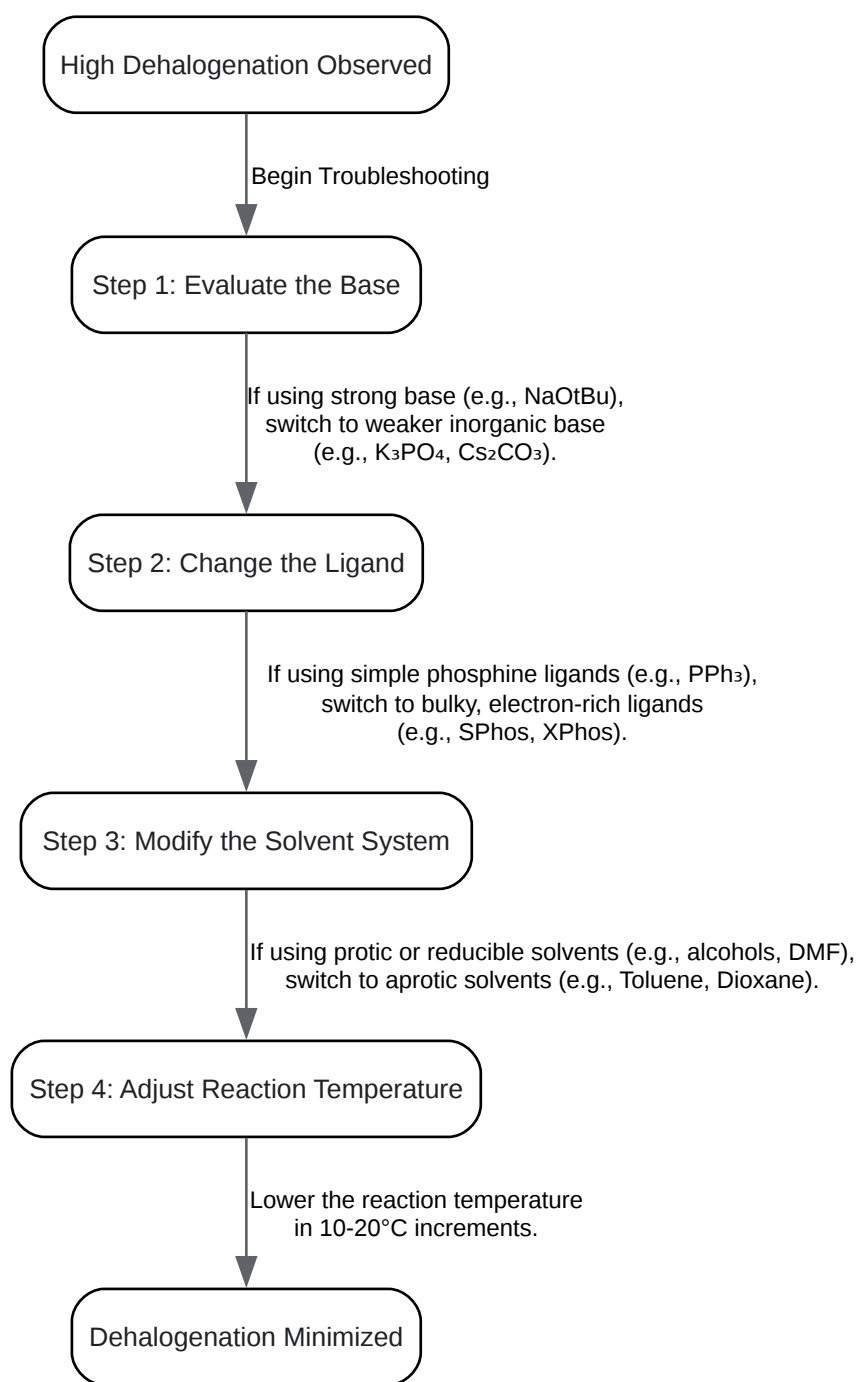 High Dehalogenation Observed
Begin Troubleshooting
Step 1: Evaluate the Base
If using strong base (e.g., NaOtBu),
switch to weaker inorganic base
(e.g., K₃PO₄, Cs₂CO₃).
Step 2: Change the Ligand
If using simple phosphine ligands (e.g., PPh₃),
switch to bulky, electron-rich ligands
(e.g., SPhos, XPhos).
Step 3: Modify the Solvent System
If using protic or reducible solvents (e.g., alcohols, DMF),
switch to aprotic solvents (e.g., Toluene, Dioxane).
Step 4: Adjust Reaction Temperature
Lower the reaction temperature
in 10-20°C increments.
Dehalogenation Minimized